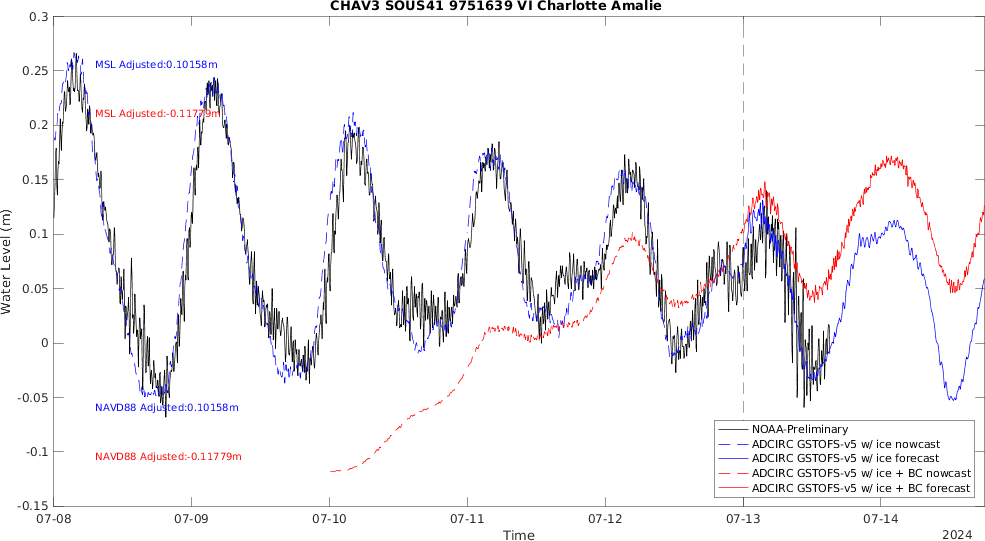 CHAV3 SOUS41 9751639 VI Charlotte Amalie
0.3
0.25
0.2
0.15
0.1
0.05
0
-0.05
-0.1
-0.15
Water Level (m)
MSL Adjusted:0.10158m
MSL Adjusted:-0.11779m
NAVD88 Adjusted:0.10158m
NAVD88 Adjusted:-0.11779m
NOAA-Preliminary
ADCIRC GSTOFS-v5 w/ ice nowcast
ADCIRC GSTOFS-v5 w/ ice forecast
ADCIRC GSTOFS-v5 w/ ice + BC nowcast
ADCIRC GSTOFS-v5 w/ ice + BC forecast
07-08 07-09 07-10 07-11 07-12 07-13 07-14
Time
2024